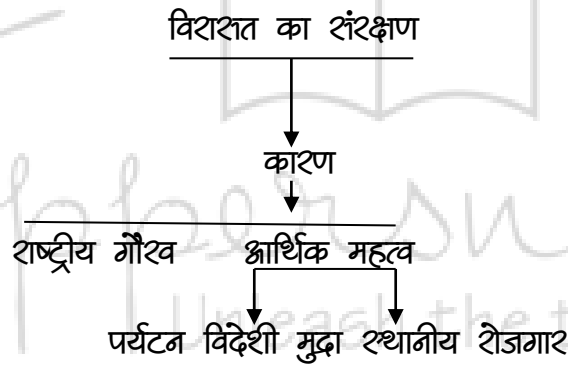 विरासत का संरक्षण
कारण
राष्ट्रीय गौरव आर्थिक महत्व
पर्यटन विदेशी मुद्रा स्थानीय रोजगार